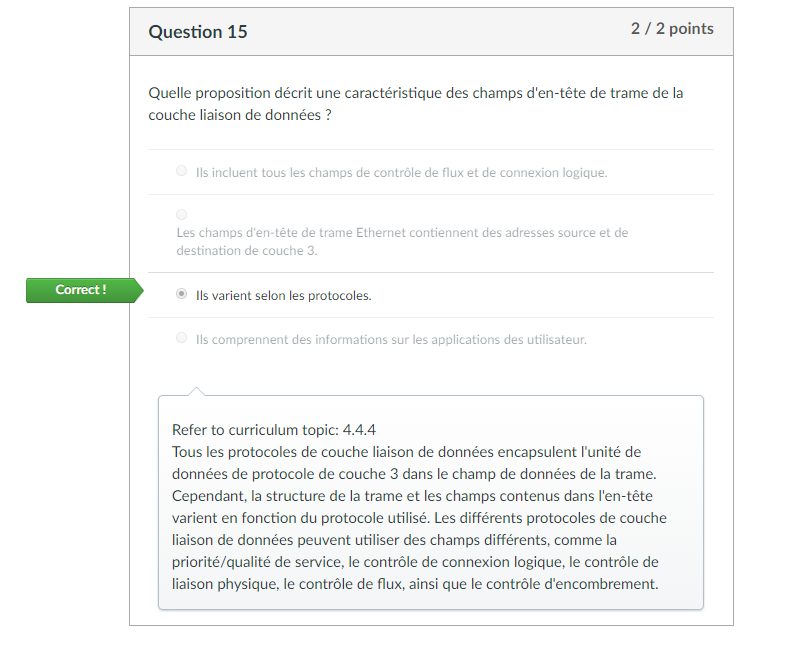 Question 15
2 / 2 points
Quelle proposition décrit une caractéristique des champs d'en-tête de trame de la
couche liaison de données ?
Ils incluent tous les champs de contrôle de flux et de connexion logique.
Les champs d'en-tête de trame Ethernet contiennent des adresses source et de
destination de couche 3.
Correct !
Ils varient selon les protocoles.
Ils comprennent des informations sur les applications des utilisateur.
Refer to curriculum topic: 4.4.4
Tous les protocoles de couche liaison de données encapsulent l'unité de
données de protocole de couche 3 dans le champ de données de la trame.
Cependant, la structure de la trame et les champs contenus dans l'en-tête
varient en fonction du protocole utilisé. Les différents protocoles de couche
liaison de données peuvent utiliser des champs différents, comme la
priorité/qualité de service, le contrôle de connexion logique, le contrôle de
liaison physique, le contrôle de flux, ainsi que le contrôle d'encombrement.